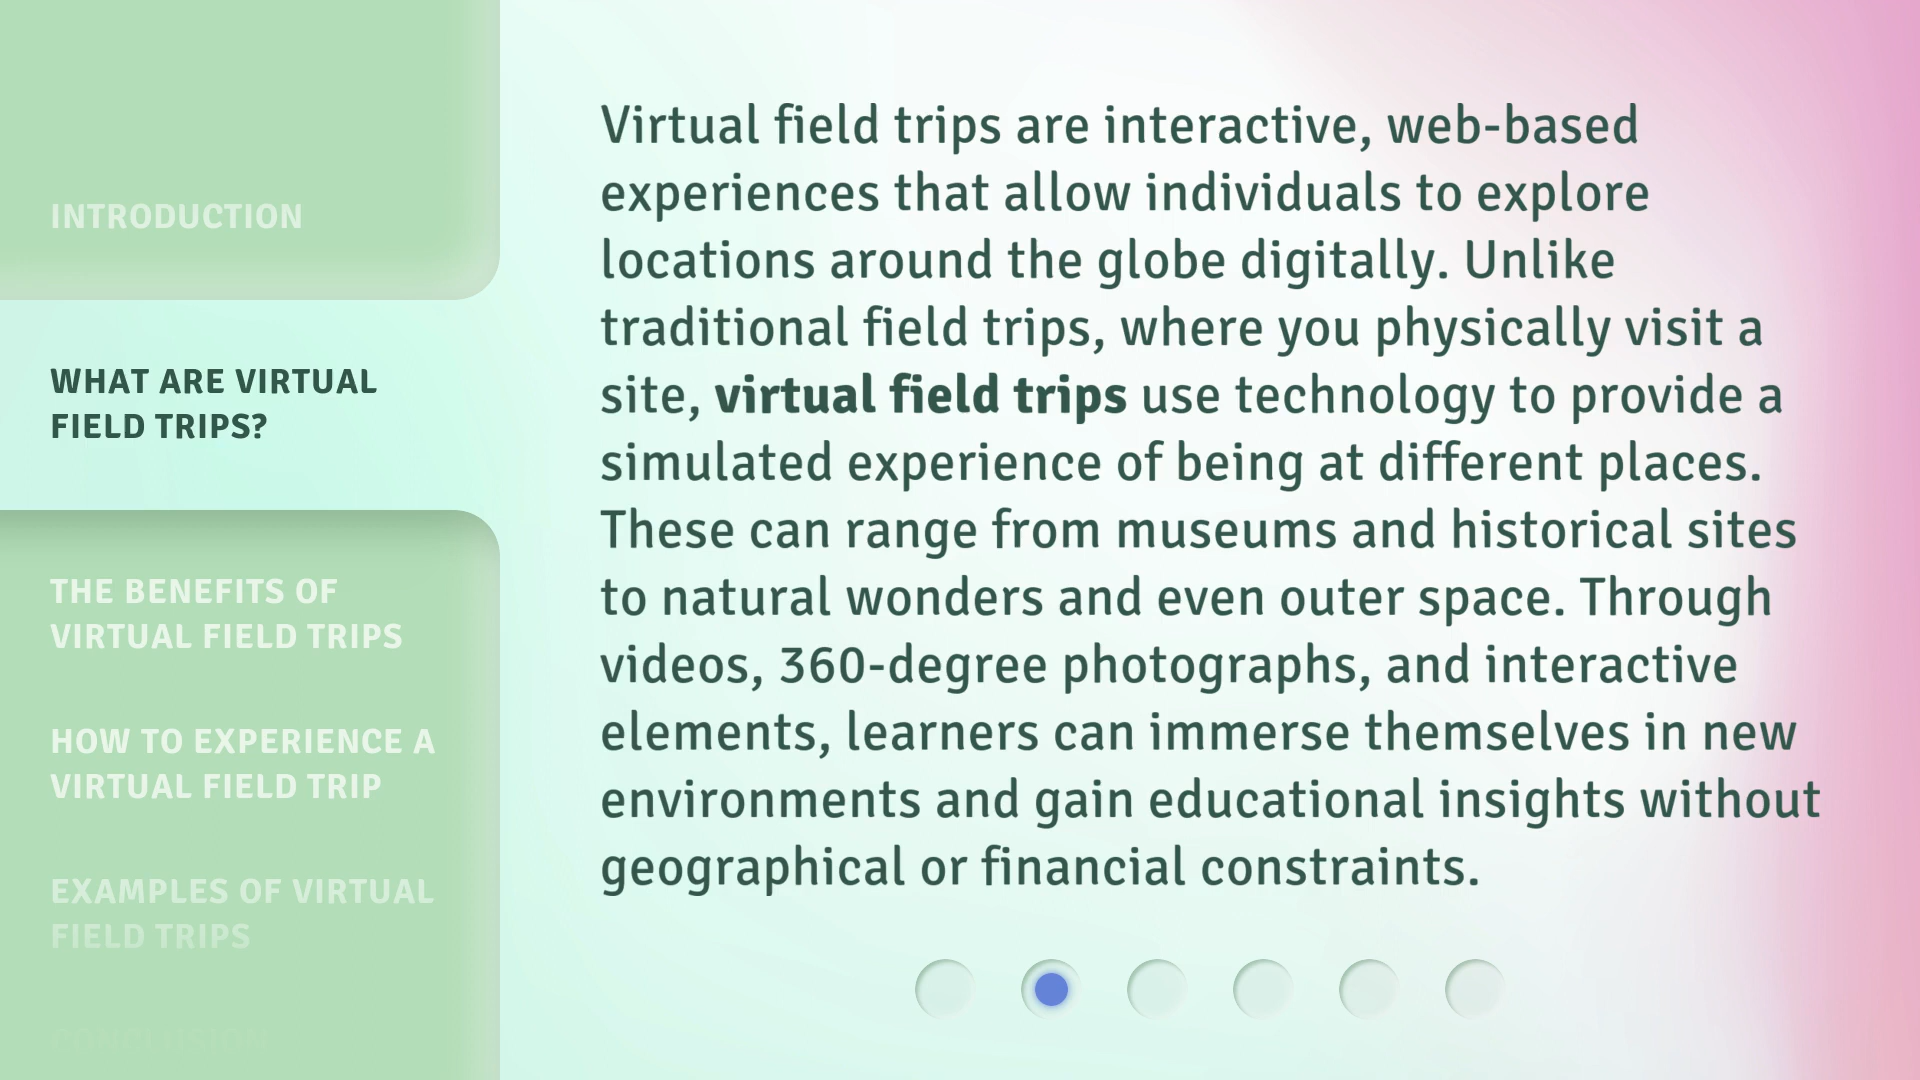 INTRODUCTION
WHAT ARE VIRTUAL
FIELD TRIPS?
THE BENEFITS OF
VIRTUAL FIELD TRIPS
HOW TO EXPERIENCE A
VIRTUAL FIELD TRIP
EXAMPLES OF VIRTUAL
FIELD TRIPS
CONCLUSION
Virtual field trips are interactive, web-based
experiences that allow individuals to explore
locations around the globe digitally. Unlike
traditional field trips, where you physically visit a
site, virtual field trips use technology to provide a
simulated experience of being at different places.
These can range from museums and historical sites
to natural wonders and even outer space. Through
videos, 360-degree photographs, and interactive
elements, learners can immerse themselves in new
environments and gain educational insights without
geographical or financial constraints.